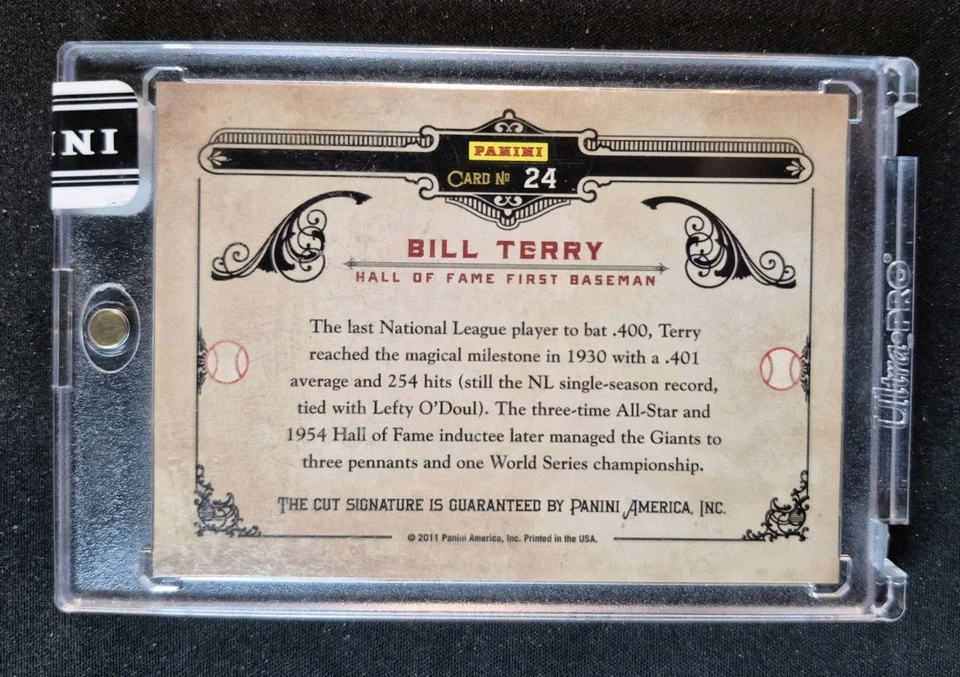 INI
PANINI
CARD Nº 24
BILL TERRY
HALL OF FAME FIRST BASEMAN
The last National League player to bat .400, Terry
reached the magical milestone in 1930 with a .401
average and 254 hits (still the NL single-season record,
tied with Lefty O'Doul). The three-time All-Star and
1954 Hall of Fame inductee later managed the Giants to
three pennants and one World Series championship.
THE CUT SIGNATURE IS GUARANTEED BY PANINI AMERICA, INC.
© 2011 Panini America, Inc. Printed in the USA.
Ultra PRO®